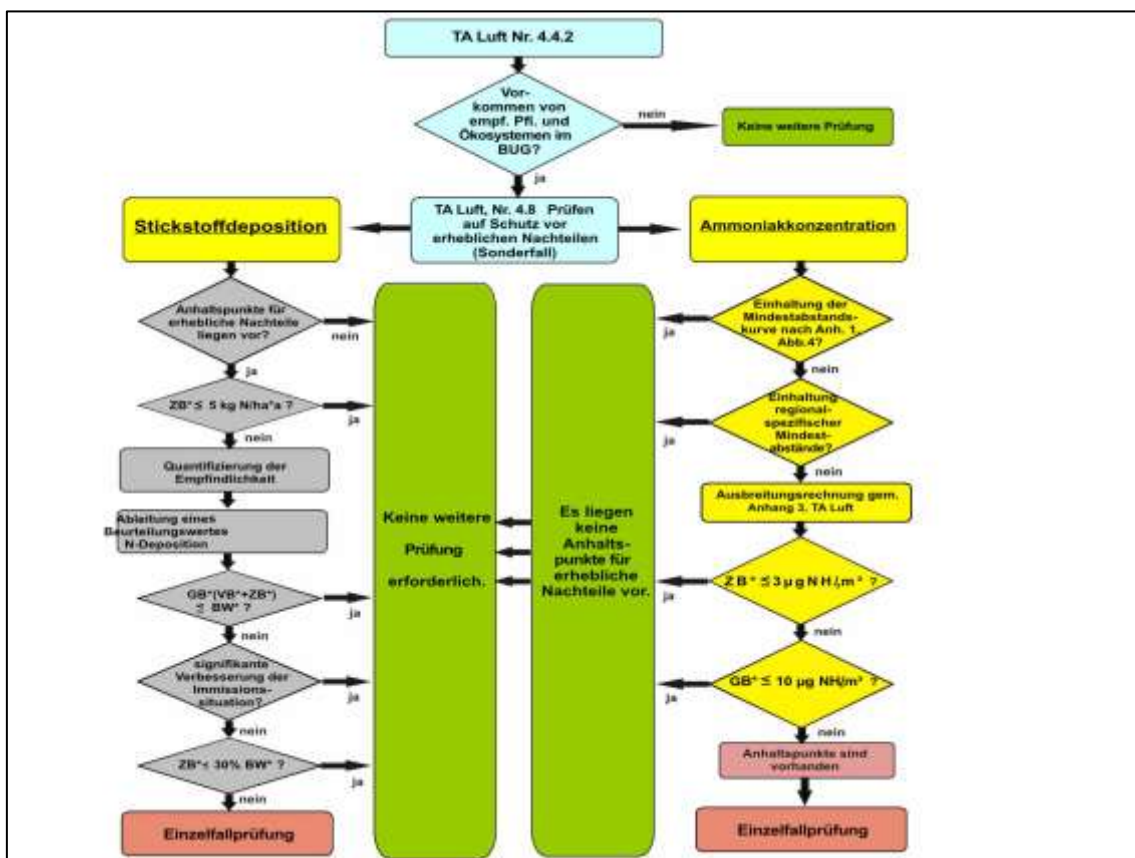 TA Luft Nr. 4.4.2
Vor-
kommen von
empf. Pfl. und
Ökosystemen im
BUG?
nein
Keine weitere Prüfung
ja
TA Luft, Nr. 4.8 Prüfen
auf Schutz vor
erheblichen Nachteilen
(Sonderfall)
Stickstoffdeposition
Anhaltspunkte für
erhebliche Nachteile
liegen vor?
nein
ja
ZB*≤ 5 kg N/ha*a ?
ja
nein
Quantifizierung der
Empfindlichkeit
Ableitung eines
Beurteilungswertes
N-Deposition
GB*(VB*+ZB*)
≤ BW* ?
ja
nein
signifikante
Verbesserung der
Immissions-
situation?
ja
nein
ZB*< 30% BW* ?
ja
nein
Einzelfallprüfung
Keine weitere
Prüfung
erforderlich.
Es liegen
keine
Anhalts-
punkte für
erhebliche
Nachteile vor.
Ammoniakkonzentration
Einhaltung der
Mindestabstands-
kurve nach Anh. 1,
Abb.4?
ja
nein
Einhaltung
regional-
spezifischer
Mindest-
abstände?
ja
nein
Ausbreitungsrechnung gem.
Anhang 3, TA Luft
ZB* ≤ 3 µg NH/m³ ?
ja
nein
GB* ≤ 10 µg NH/m³ ?
ja
nein
Anhaltspunkte sind
vorhanden
Einzelfallprüfung